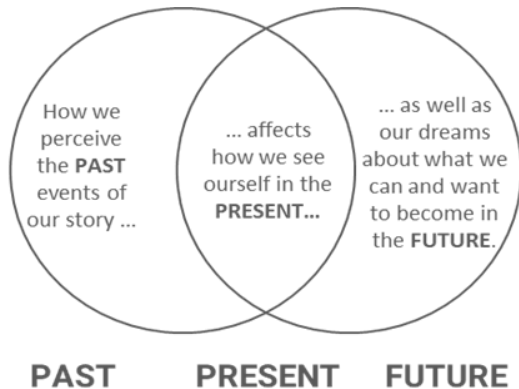 How we
perceive
the PAST
events of
our story ...
... affects
how we see
ourself in the
PRESENT...
... as well as
our dreams
about what we
can and want
to become in
the FUTURE.
PAST PRESENT FUTURE